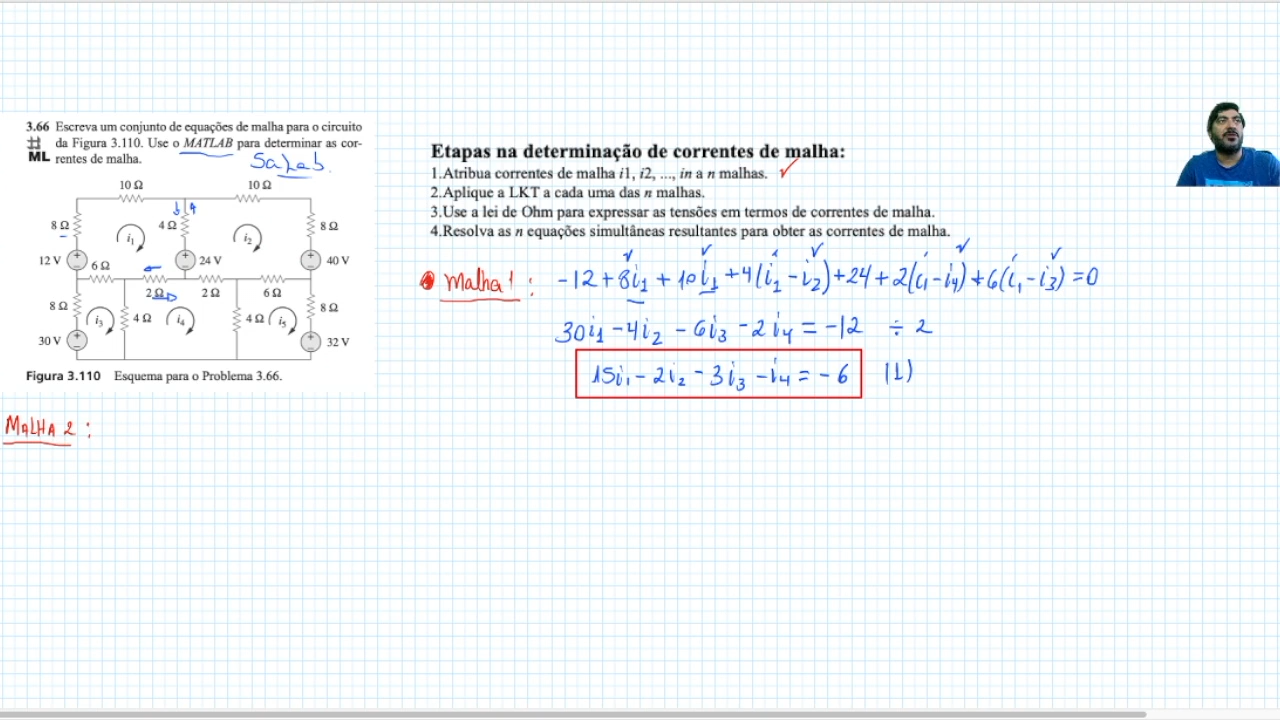 3.66 Escreva um conjunto de equações de malha para o circuito
da Figura 3.110. Use o MATLAB para determinar as cor-
ML rentes de malha.
SaLab.
10 Ω 10 Ω
8 Ω 4 Ω 8 Ω
i1 i2
12 V 24 V 40 V
6 Ω 2 Ω 2 Ω 6 Ω
8 Ω 4 Ω 4 Ω 8 Ω
i3 i4 i5
30 V 32 V
Figura 3.110 Esquema para o Problema 3.66.
MALHA 2 :
Etapas na determinação de correntes de malha:
1.Atribua correntes de malha i1, i2, ..., in a n malhas. ✓
2.Aplique a LKT a cada uma das n malhas.
3.Use a lei de Ohm para expressar as tensões em termos de correntes de malha.
4.Resolva as n equações simultâneas resultantes para obter as correntes de malha.
Malha 1 : -12 + 8i1 + 10i1 + 4(i1 - i2) + 24 + 2(i1 - i4) + 6(i1 - i3) = 0
30i1 - 4i2 - 6i3 - 2i4 = -12 ÷ 2
15i1 - 2i2 - 3i3 - i4 = -6 (1)